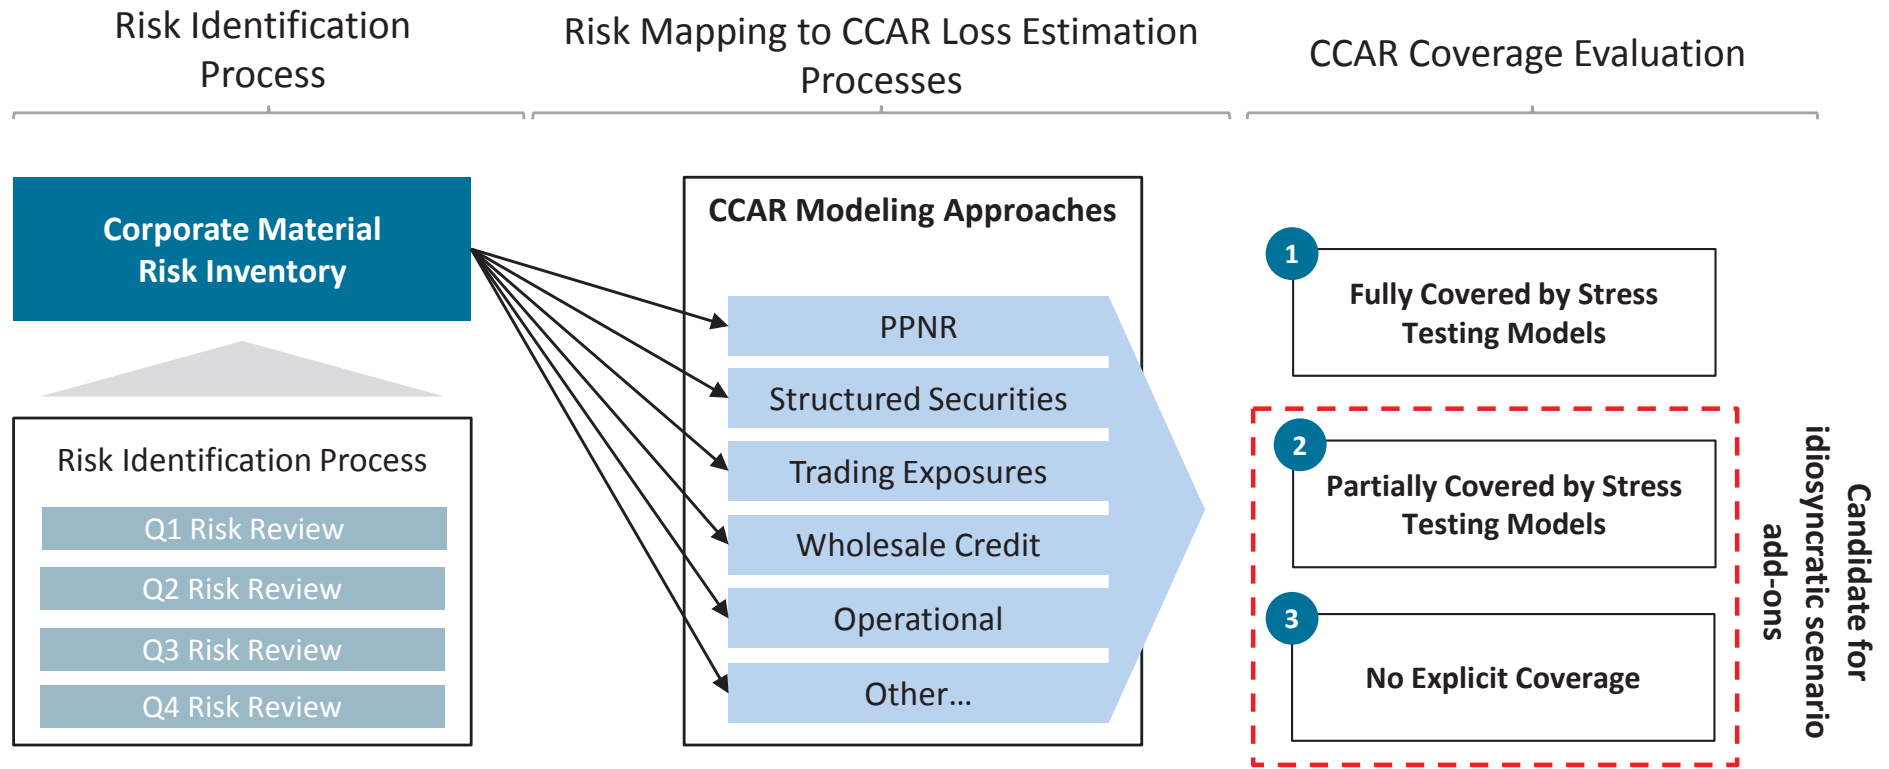 Risk Identification
Process
Risk Mapping to CCAR Loss Estimation
Processes
CCAR Coverage Evaluation
Corporate Material
Risk Inventory
Risk Identification Process
Q1 Risk Review
Q2 Risk Review
Q3 Risk Review
Q4 Risk Review
CCAR Modeling Approaches
PPNR
Structured Securities
Trading Exposures
Wholesale Credit
Operational
Other...
1
Fully Covered by Stress
Testing Models
2
Partially Covered by Stress
Testing Models
3
No Explicit Coverage
Candidate for
idiosyncratic scenario
add-ons